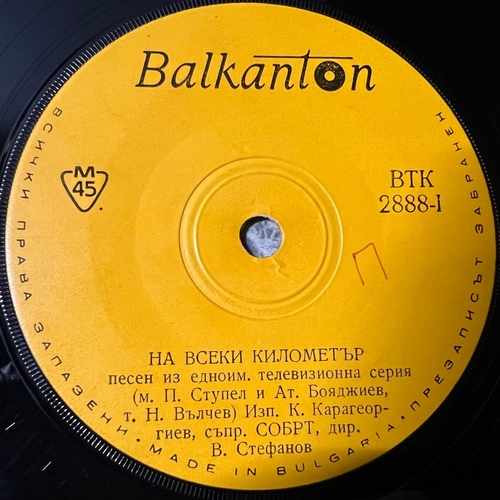 Balkanton
М
45
ВТК
2888-I
П
НА ВСЕКИ КИЛОМЕТЪР
песен из едноим. телевизионна серия
(м. П. Ступел и Ат. Бояджиев,
т. Н. Вълчев) Изп. К. Карагеор-
гиев, съпр. СОБРТ, дир.
В. Стефанов
ВСИЧКИ ПРАВА ЗАПАЗЕНИ • MADE IN BULGARIA • ПРЕЗАПИСЪТ ЗАБРАНЕН